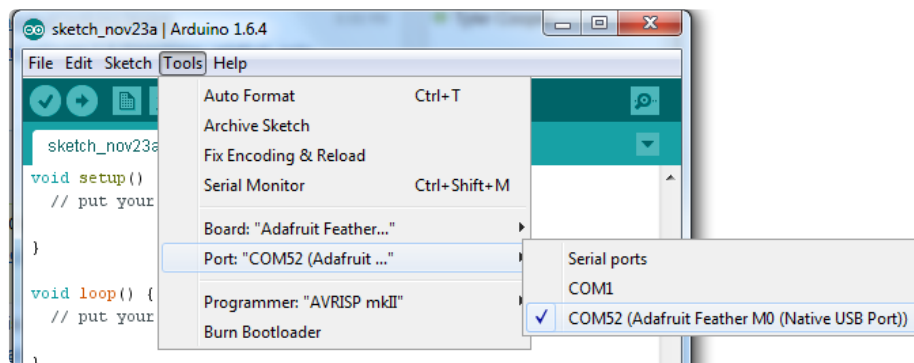 sketch_nov23a | Arduino 1.6.4
File Edit Sketch Tools Help
sketch_nov23a
void setup()
// put your
}
void loop() {
// put your
}
Auto Format Ctrl+T
Archive Sketch
Fix Encoding & Reload
Serial Monitor Ctrl+Shift+M
Board: "Adafruit Feather..."
Port: "COM52 (Adafruit ..."
Programmer: "AVRISP mkII"
Burn Bootloader
Serial ports
COM1
COM52 (Adafruit Feather M0 (Native USB Port))